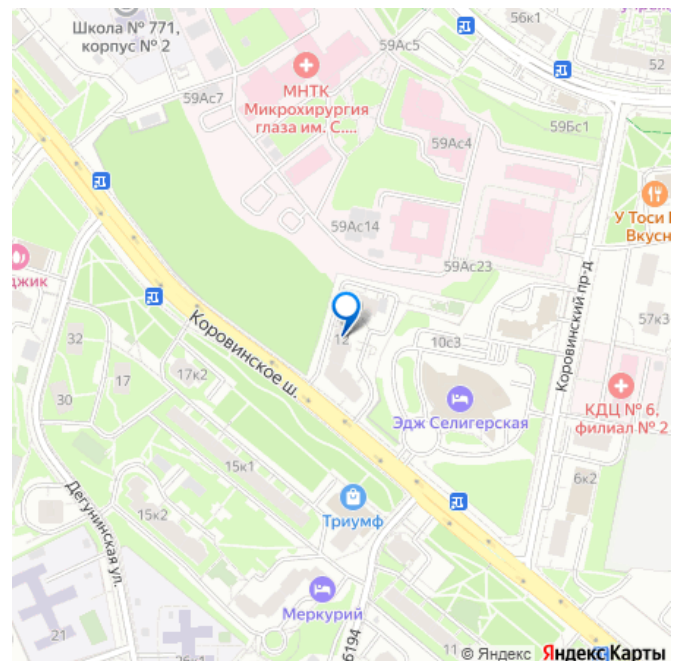 56к1
Школа № 771,
корпус № 2
52
59Ас5
МНТК
Микрохирургия
глаза им. С....
59Ас7
59Бс1
59Ас4
У Тоси
Вкусн
59Ас14
59Ас23
джик
Коровинский пр-д
57к3
Коровинское ш.
12
10с3
32
17к2
17
30
КДЦ № 6,
филиал № 2
Эдж Селигерская
15к1
6к2
15к2
Триумф
Дегунинская ул.
Меркурий
6194
21
11
26к1
© Яндекс Яндекс Карты